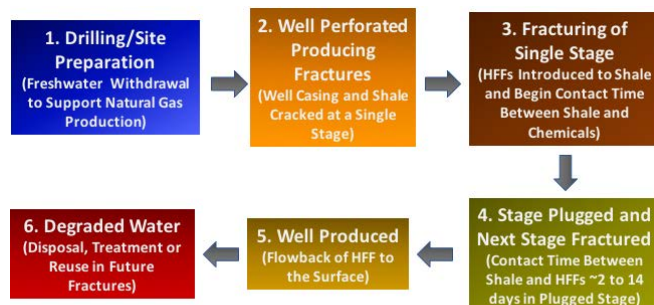 1. Drilling/Site
Preparation
(Freshwater Withdrawal
to Support Natural Gas
Production)
2. Well Perforated
Producing
Fractures
(Well Casing and Shale
Cracked at a Single
Stage)
3. Fracturing of
Single Stage
(HFFs Introduced to Shale
and Begin Contact Time
Between Shale and
Chemicals)
4. Stage Plugged and
Next Stage Fractured
(Contact Time Between
Shale and HFFs ~2 to 14
days in Plugged Stage)
5. Well Produced
(Flowback of HFF to
the Surface)
6. Degraded Water
(Disposal, Treatment or
Reuse in Future
Fractures)